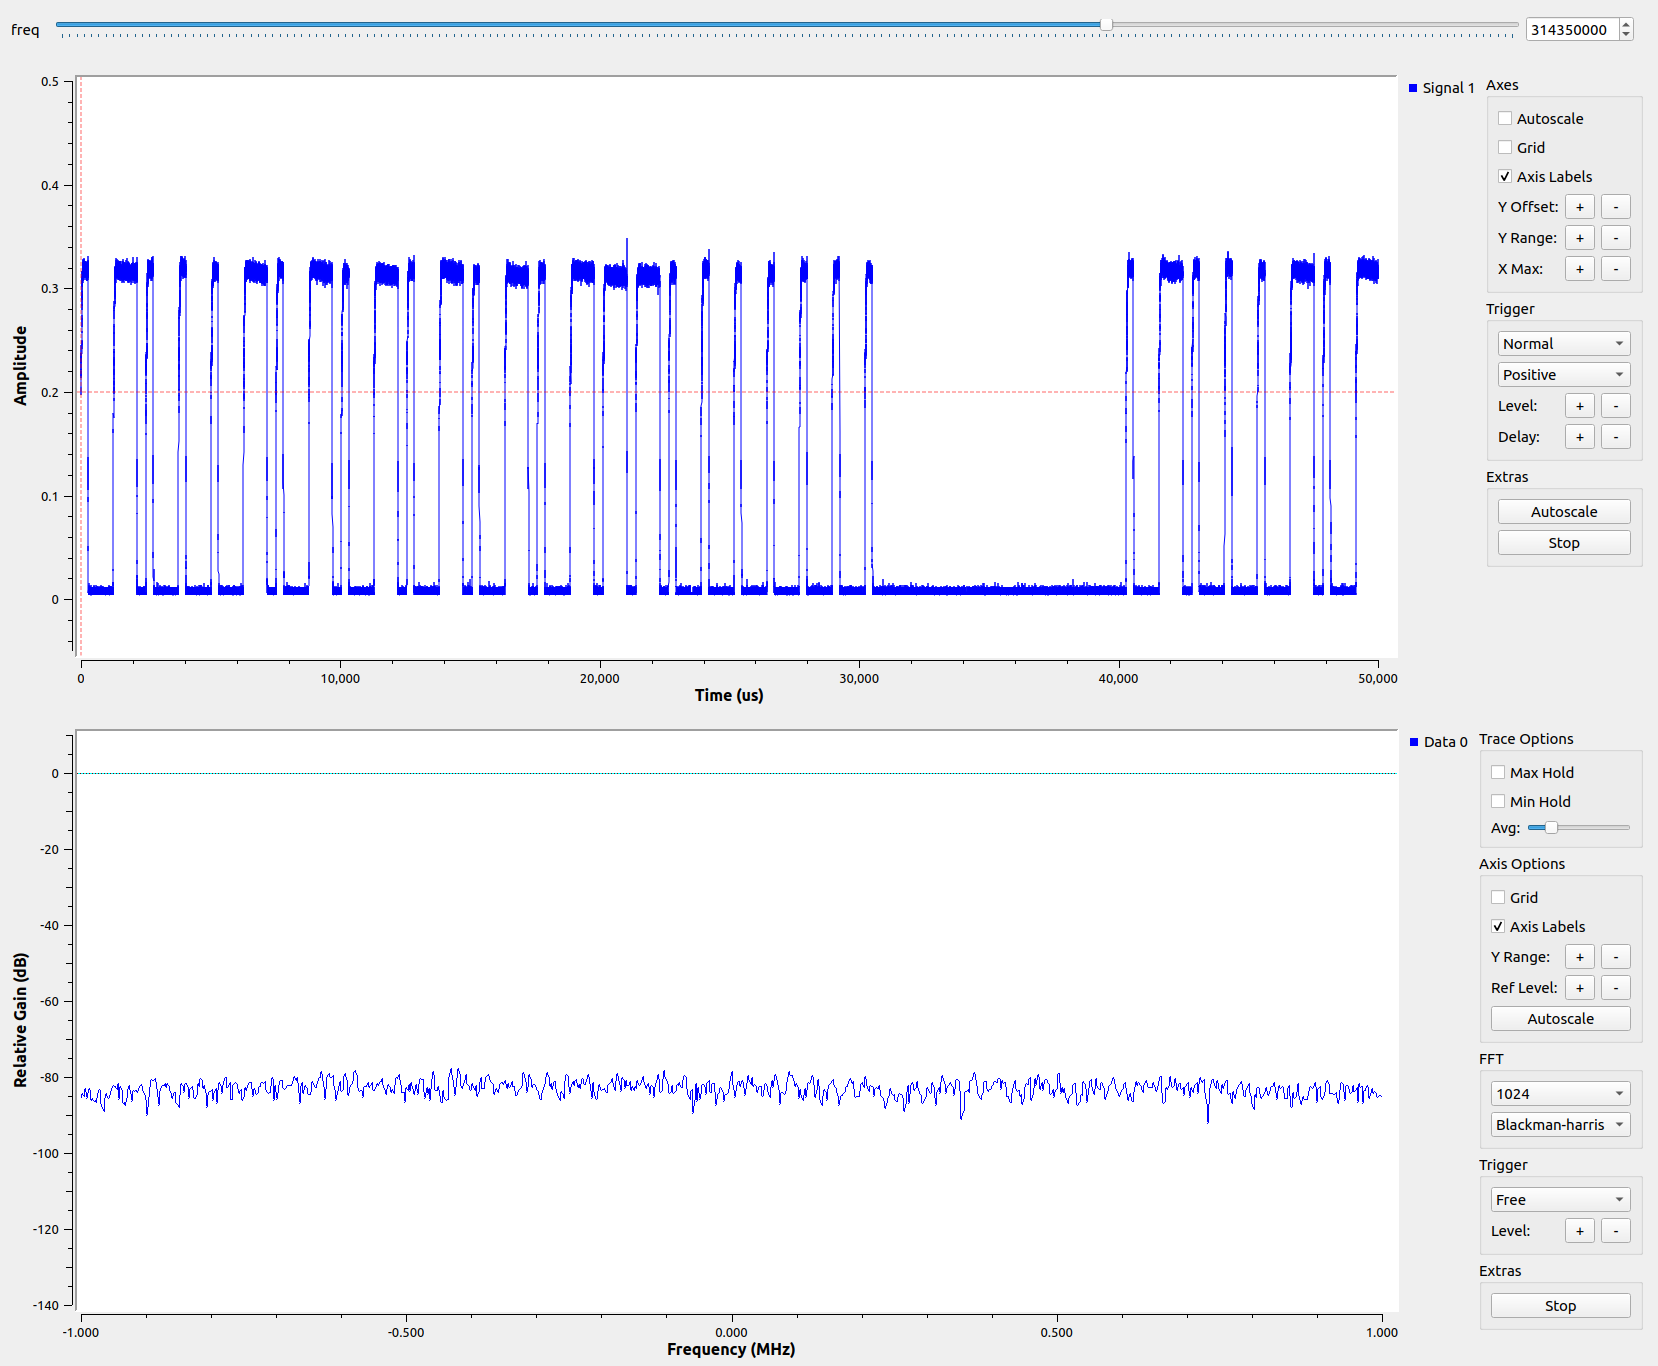 freq
314350000
0.5
0.4
0.3
0.2
0.1
0
Amplitude
0
10,000
20,000
30,000
40,000
50,000
Time (us)
Signal 1
Axes
Autoscale
Grid
Axis Labels
Y Offset: + -
Y Range: + -
X Max: + -
Trigger
Normal
Positive
Level: + -
Delay: + -
Extras
Autoscale
Stop
0
-20
-40
-60
-80
-100
-120
-140
Relative Gain (dB)
-1.000
-0.500
0.000
0.500
1.000
Frequency (MHz)
Data 0
Trace Options
Max Hold
Min Hold
Avg:
Axis Options
Grid
Axis Labels
Y Range: + -
Ref Level: + -
Autoscale
FFT
1024
Blackman-harris
Trigger
Free
Level: + -
Extras
Stop